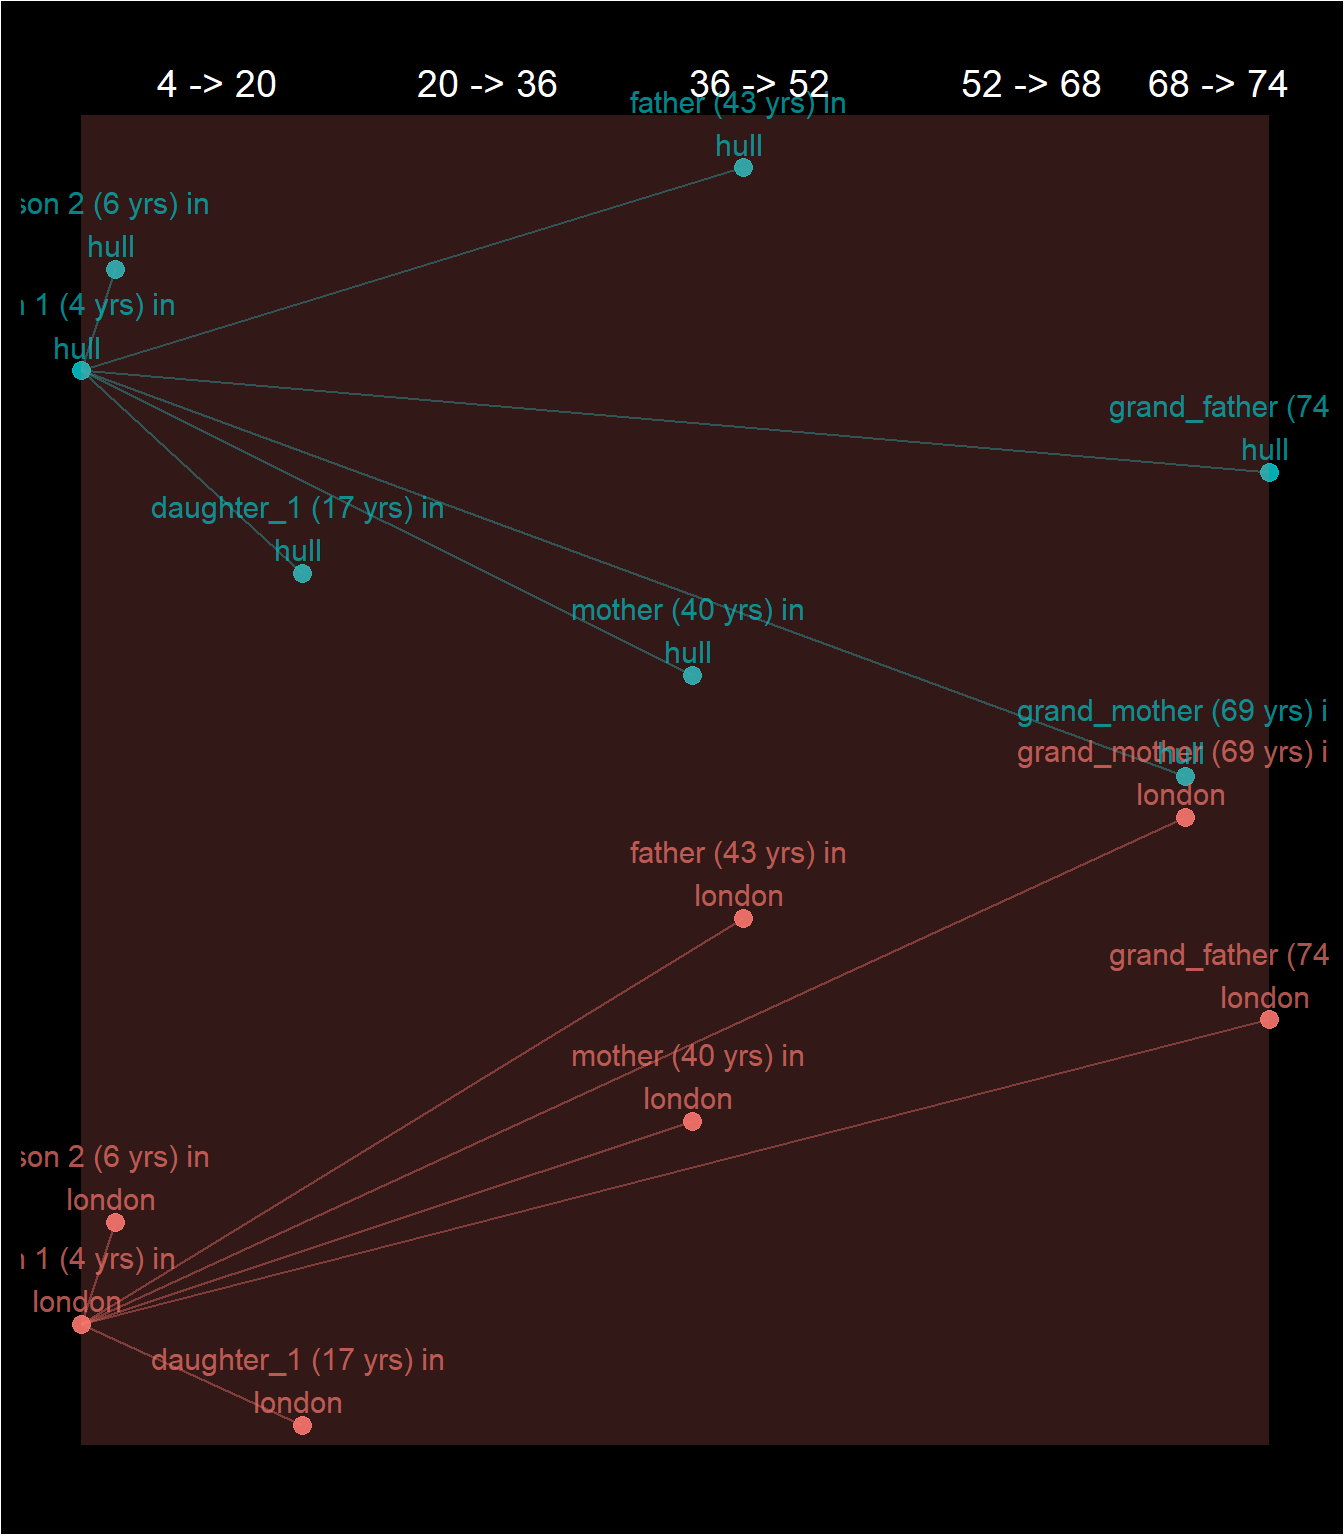 4 -> 20
20 -> 36
36 -> 52
52 -> 68
68 -> 74
father (43 yrs) in
hull
son 2 (6 yrs) in
hull
1 (4 yrs) in
hull
grand_father (74
hull
daughter_1 (17 yrs) in
hull
mother (40 yrs) in
hull
grand_mother (69 yrs) i
hull
grand_mother (69 yrs) i
london
father (43 yrs) in
london
grand_father (74
london
mother (40 yrs) in
london
son 2 (6 yrs) in
london
1 (4 yrs) in
london
daughter_1 (17 yrs) in
london